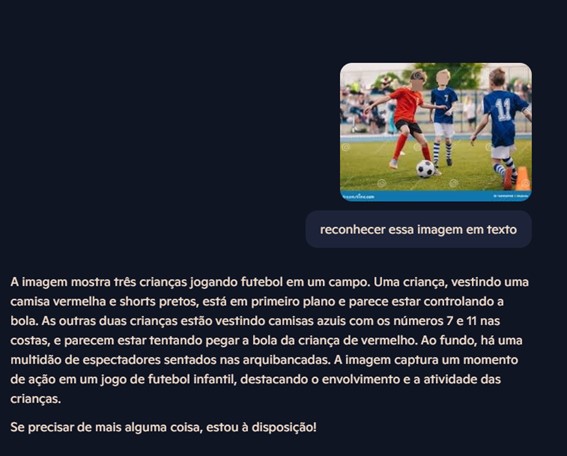 7
11
reconhecer essa imagem em texto
A imagem mostra três crianças jogando futebol em um campo. Uma criança, vestindo uma
camisa vermelha e shorts pretos, está em primeiro plano e parece estar controlando a
bola. As outras duas crianças estão vestindo camisas azuis com os números 7 e 11 nas
costas, e parecem estar tentando pegar a bola da criança de vermelho. Ao fundo, há uma
multidão de espectadores sentados nas arquibancadas. A imagem captura um momento
de ação em um jogo de futebol infantil, destacando o envolvimento e a atividade das
crianças.
Se precisar de mais alguma coisa, estou à disposição!